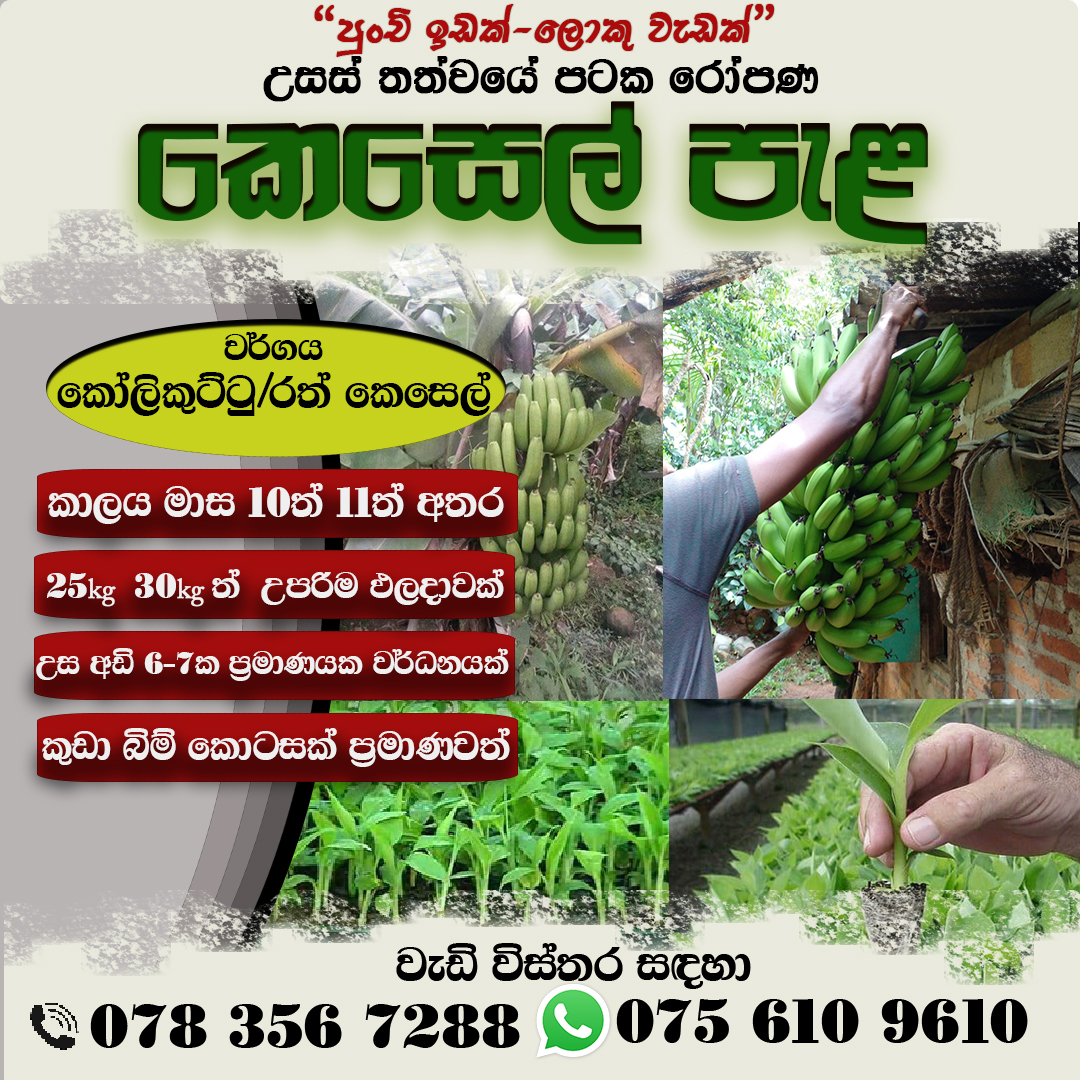 “පුංචි ඉඩක්-ලොකු වැඩක්”
උසස් තත්වයේ පටක රෝපණ
කෙසෙල් පැළ
වර්ගය
කෝලිකුට්ටු/රත් කෙසෙල්
කාලය මාස 10ත් 11ත් අතර
25kg 30kg ත් උපරිම ඵලදාවක්
උස අඩි 6-7ක ප්‍රමාණයක වර්ධනයක්
කුඩා බිම් කොටසක් ප්‍රමාණවත්
වැඩි විස්තර සඳහා
078 356 7288 075 610 9610